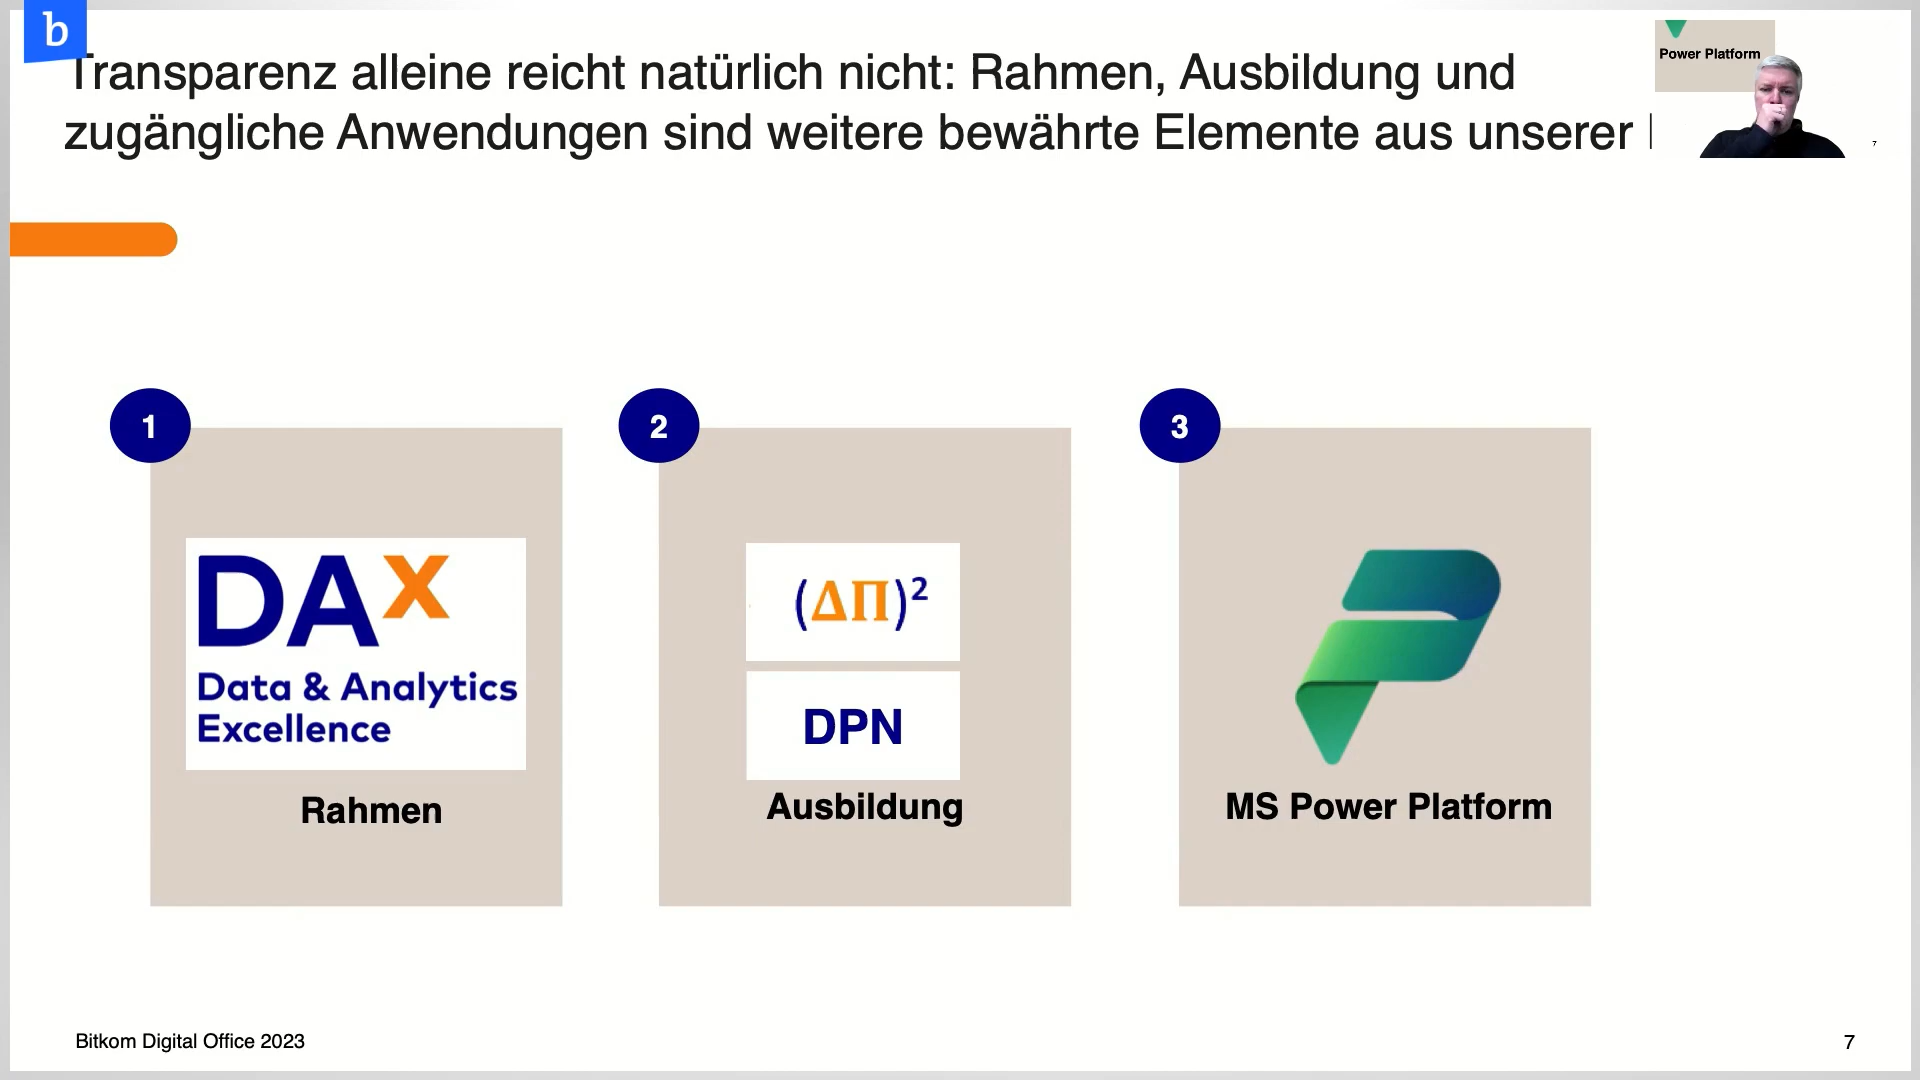 b
Transparenz alleine reicht natürlich nicht: Rahmen, Ausbildung und
zugängliche Anwendungen sind weitere bewährte Elemente aus unserer
Power Platform
7
1
2
3
DAX
Data & Analytics
Excellence
Rahmen
(ΔΠ)²
DPN
Ausbildung
MS Power Platform
Bitkom Digital Office 2023
7